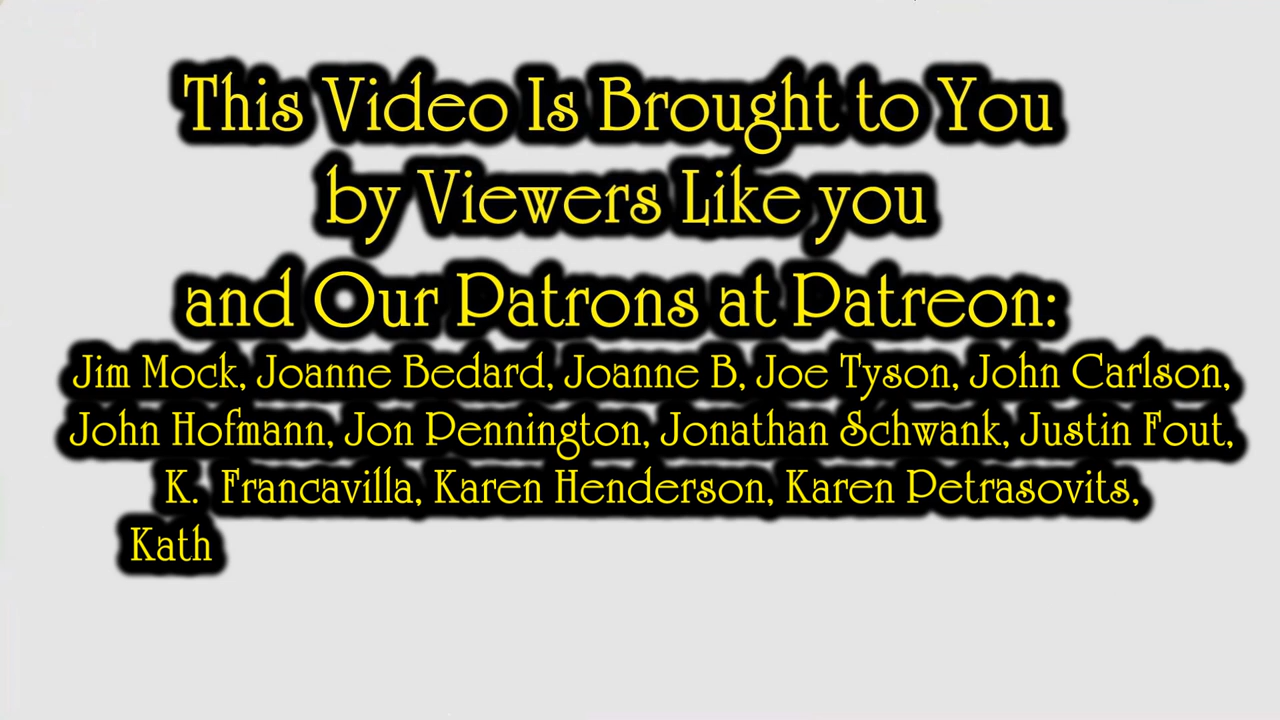 This Video Is Brought to You
by Viewers Like you
and Our Patrons at Patreon:
Jim Mock, Joanne Bedard, Joanne B, Joe Tyson, John Carlson,
John Hofmann, Jon Pennington, Jonathan Schwank, Justin Fout,
K. Francavilla, Karen Henderson, Karen Petrasovits,
Kath